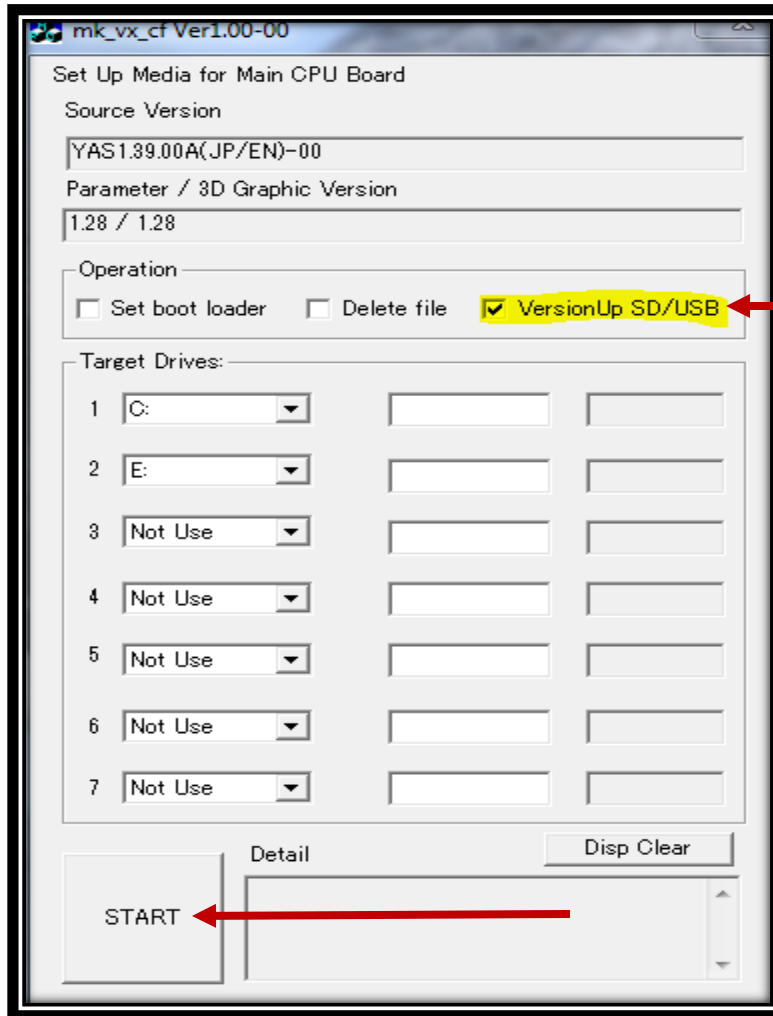 mk_vx_cf Ver1.00-00
Set Up Media for Main CPU Board
Source Version
YAS1.39.00A(JP/EN)-00
Parameter / 3D Graphic Version
1.28 / 1.28
Operation
Set boot loader Delete file VersionUp SD/USB
Target Drives:
1 C:
2 E:
3 Not Use
4 Not Use
5 Not Use
6 Not Use
7 Not Use
Detail Disp Clear
START